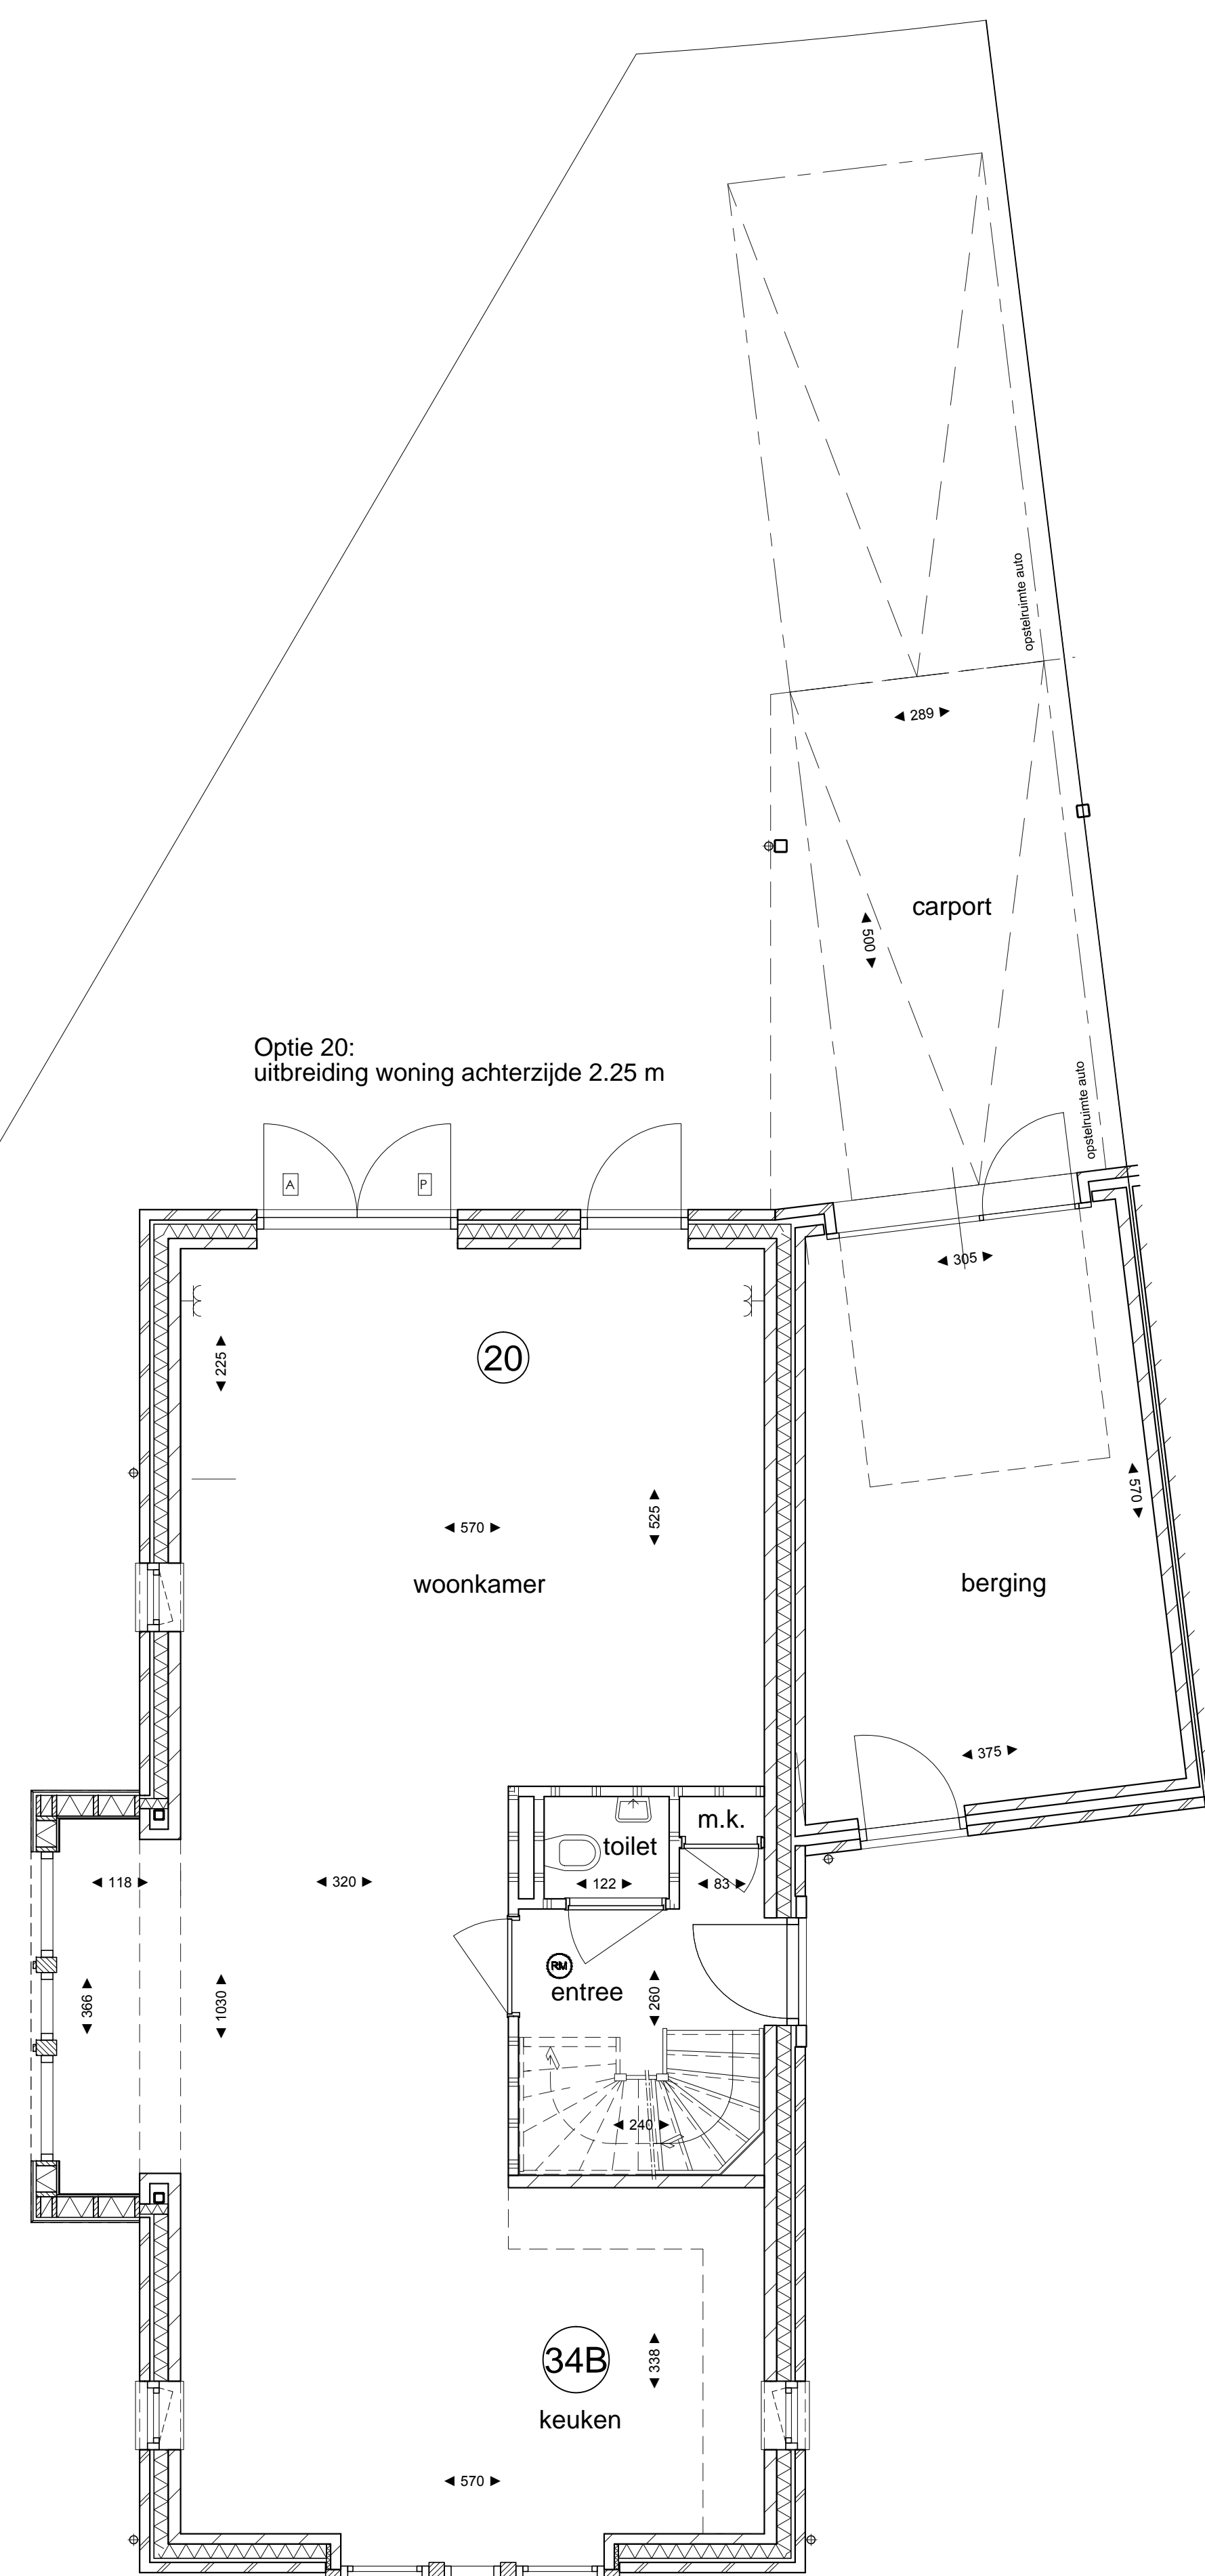 opstelruimte auto
◄ 289 ►
carport
◄ 500 ►
Optie 20:
uitbreiding woning achterzijde 2.25 m
opstelruimte auto
A
P
◄ 305 ►
20
◄ 225 ►
◄ 570 ►
◄ 525 ►
◄ 570 ►
woonkamer
berging
◄ 375 ►
m.k.
toilet
◄ 118 ►
◄ 320 ►
◄ 122 ►
◄ 83 ►
RM
entree
◄ 366 ►
◄ 1030 ►
◄ 260 ►
◄ 240 ►
34B
◄ 338 ►
keuken
◄ 570 ►